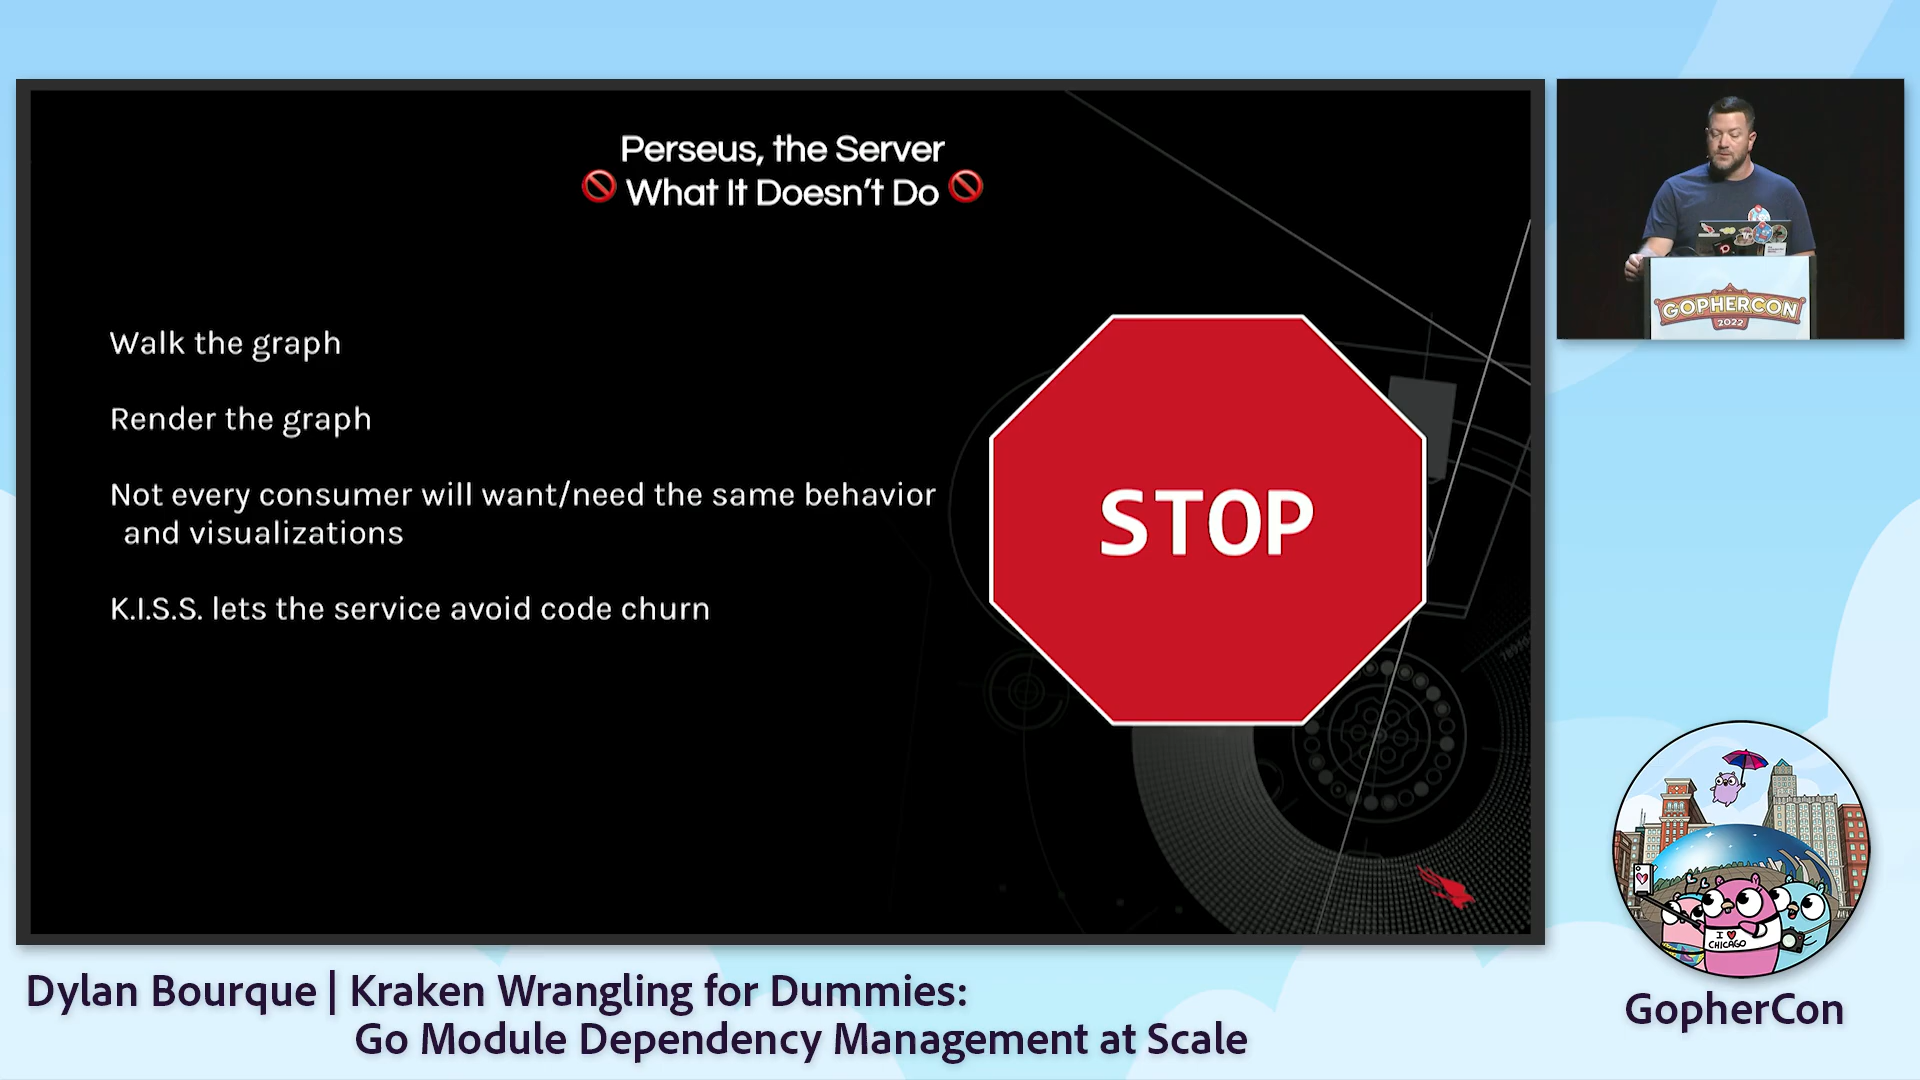 Perseus, the Server
What It Doesn't Do
Walk the graph
Render the graph
Not every consumer will want/need the same behavior
and visualizations
K.I.S.S. lets the service avoid code churn
STOP
GOPHERCON
2022
I ♥
CHICAGO
GopherCon
Dylan Bourque | Kraken Wrangling for Dummies:
Go Module Dependency Management at Scale